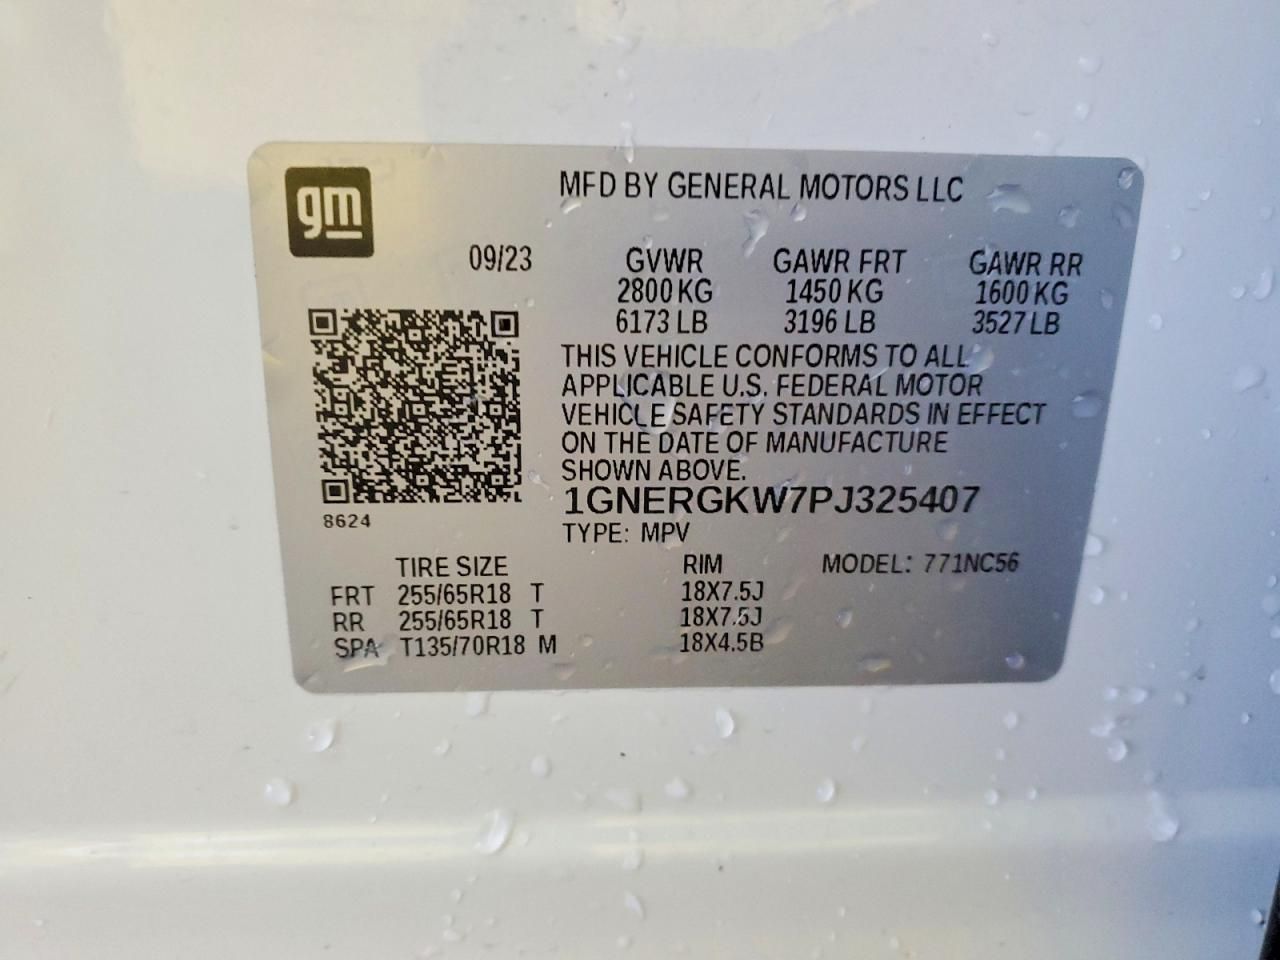 gm
MFD BY GENERAL MOTORS LLC
09/23
GVWR GAWR FRT GAWR RR
2800 KG 1450 KG 1600 KG
6173 LB 3196 LB 3527 LB
THIS VEHICLE CONFORMS TO ALL
APPLICABLE U.S. FEDERAL MOTOR
VEHICLE SAFETY STANDARDS IN EFFECT
ON THE DATE OF MANUFACTURE
SHOWN ABOVE.
1GNERGKW7PJ325407
8624
TYPE: MPV
TIRE SIZE RIM MODEL: 771NC56
FRT 255/65R18 T 18X7.5J
RR 255/65R18 T 18X7.5J
SPA T135/70R18 M 18X4.5B